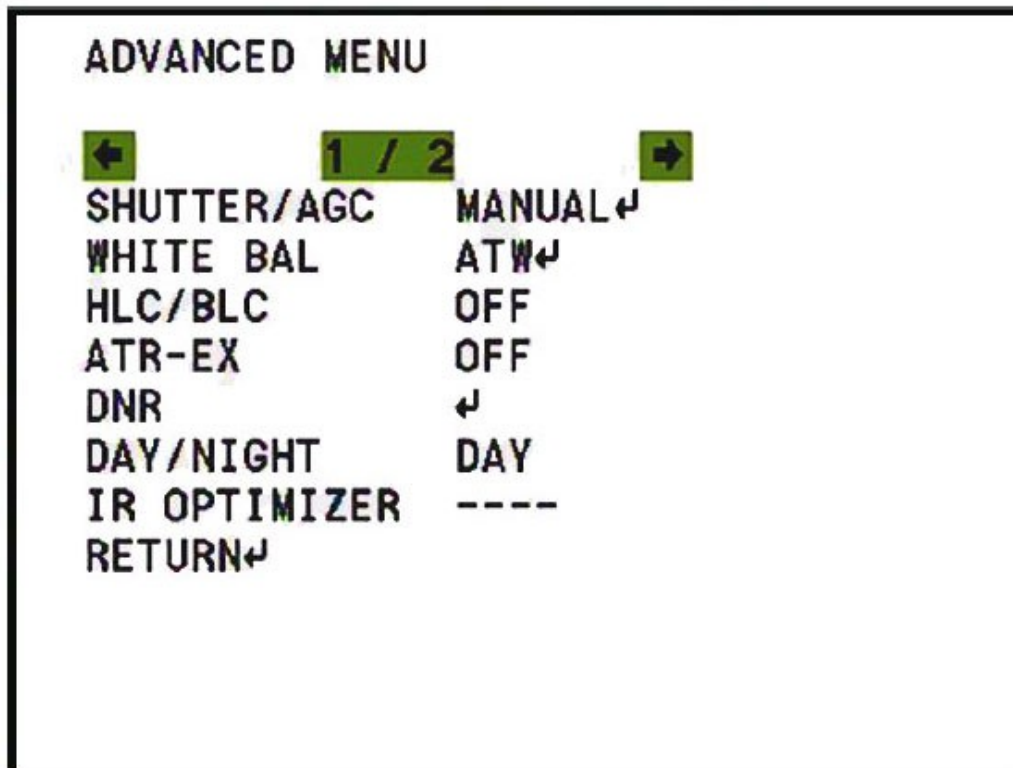 ADVANCED MENU
← 1 / 2 →
SHUTTER/AGC MANUAL↵
WHITE BAL ATW↵
HLC/BLC OFF
ATR-EX OFF
DNR ↵
DAY/NIGHT DAY
IR OPTIMIZER ----
RETURN↵